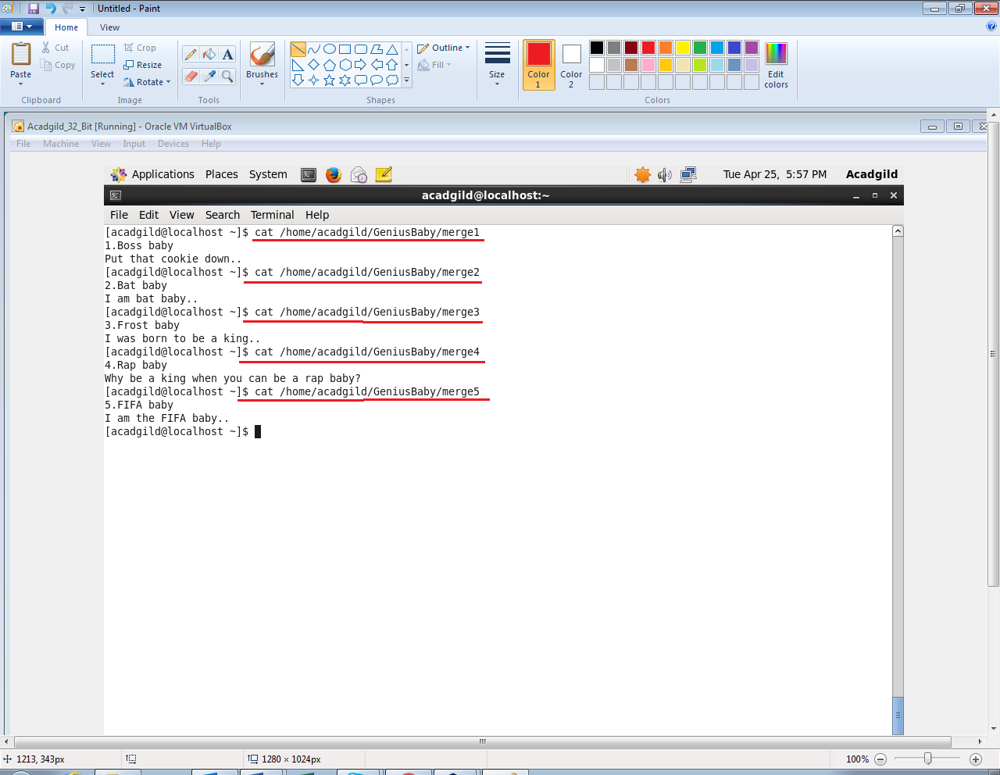 Untitled - Paint
Home View
Paste Cut Copy Clipboard
Select Crop Resize Rotate Image
A Tools
Brushes
Outline Fill Shapes
Size
Color 1 Color 2 Edit colors Colors
Acadgild_32_Bit [Running] - Oracle VM VirtualBox
File Machine View Input Devices Help
Applications Places System Tue Apr 25, 5:57 PM Acadgild
acadgild@localhost:~
File Edit View Search Terminal Help
[acadgild@localhost ~]$ cat /home/acadgild/GeniusBaby/merge1
1.Boss baby
Put that cookie down..
[acadgild@localhost ~]$ cat /home/acadgild/GeniusBaby/merge2
2.Bat baby
I am bat baby..
[acadgild@localhost ~]$ cat /home/acadgild/GeniusBaby/merge3
3.Frost baby
I was born to be a king..
[acadgild@localhost ~]$ cat /home/acadgild/GeniusBaby/merge4
4.Rap baby
Why be a king when you can be a rap baby?
[acadgild@localhost ~]$ cat /home/acadgild/GeniusBaby/merge5
5.FIFA baby
I am the FIFA baby..
[acadgild@localhost ~]$
1213, 343px 1280 × 1024px 100%